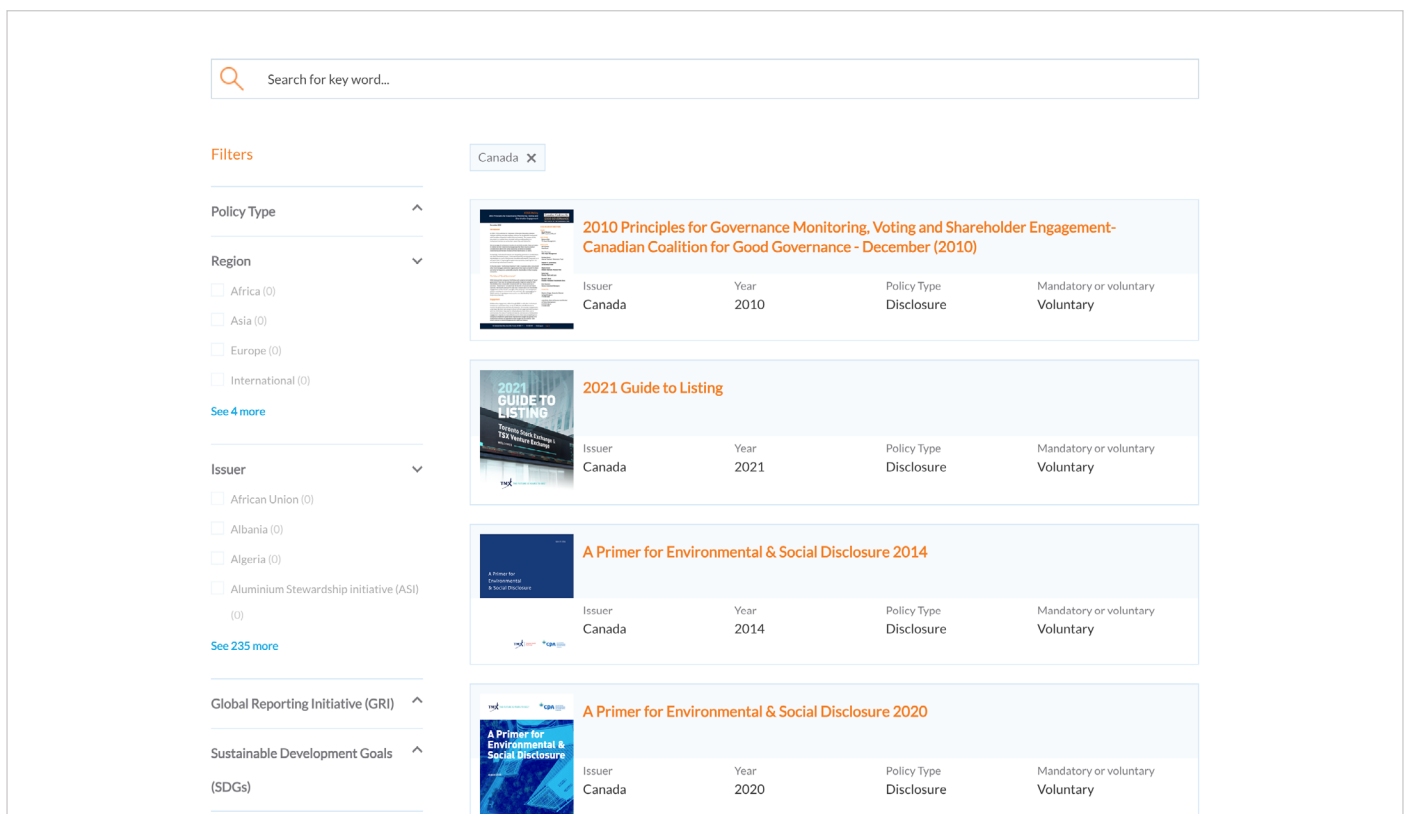 Search for key word...
Filters
Policy Type
Region
Africa (0)
Asia (0)
Europe (0)
International (0)
See 4 more
Issuer
African Union (0)
Albania (0)
Algeria (0)
Aluminium Stewardship initiative (ASI)
(0)
See 235 more
Global Reporting Initiative (GRI)
Sustainable Development Goals
(SDGs)
Canada
2010 Principles for Governance Monitoring, Voting and Shareholder Engagement-
Canadian Coalition for Good Governance - December (2010)
Issuer Year Policy Type Mandatory or voluntary
Canada 2010 Disclosure Voluntary
2021
GUIDE TO
LISTING
Toronto Stock Exchange &
TSX Venture Exchange
TMX
2021 Guide to Listing
Issuer Year Policy Type Mandatory or voluntary
Canada 2021 Disclosure Voluntary
A Primer for
Environmental
& Social Disclosure
TMX CPA
A Primer for Environmental & Social Disclosure 2014
Issuer Year Policy Type Mandatory or voluntary
Canada 2014 Disclosure Voluntary
TMX CPA
A Primer for
Environmental &
Social Disclosure
A Primer for Environmental & Social Disclosure 2020
Issuer Year Policy Type Mandatory or voluntary
Canada 2020 Disclosure Voluntary